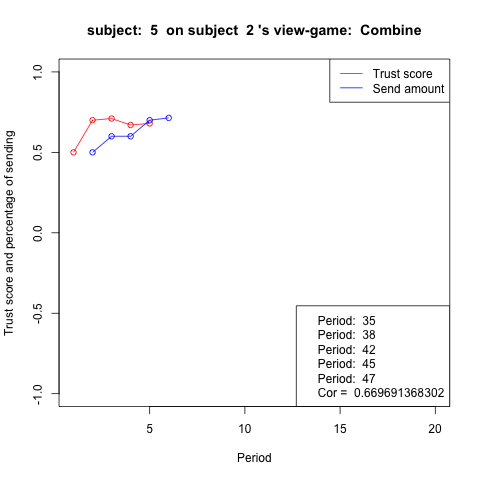 subject:  5  on subject  2 's view-game:  Combine
Trust score
Send amount
Trust score and percentage of sending
1.0
0.5
0.0
-0.5
-1.0
Period:  35
Period:  38
Period:  42
Period:  45
Period:  47
Cor =  0.669691368302
5
10
15
20
Period